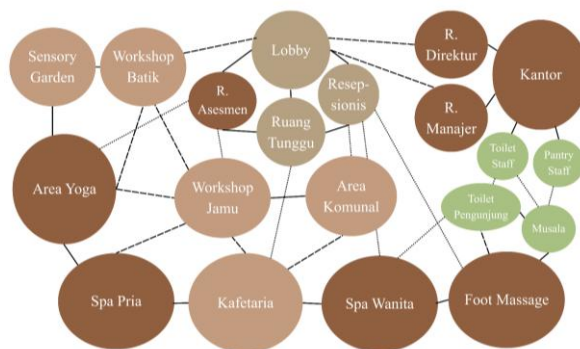 Sensory
Garden
Workshop
Batik
Lobby
R.
Direktur
Kantor
R.
Asesmen
Resep-
sionis
Ruang
Tunggu
R.
Manajer
Toilet
Staff
Pantry
Staff
Area Yoga
Workshop
Jamu
Area
Komunal
Toilet
Pengunjung
Musala
Spa Pria
Kafetaria
Spa Wanita
Foot Massage